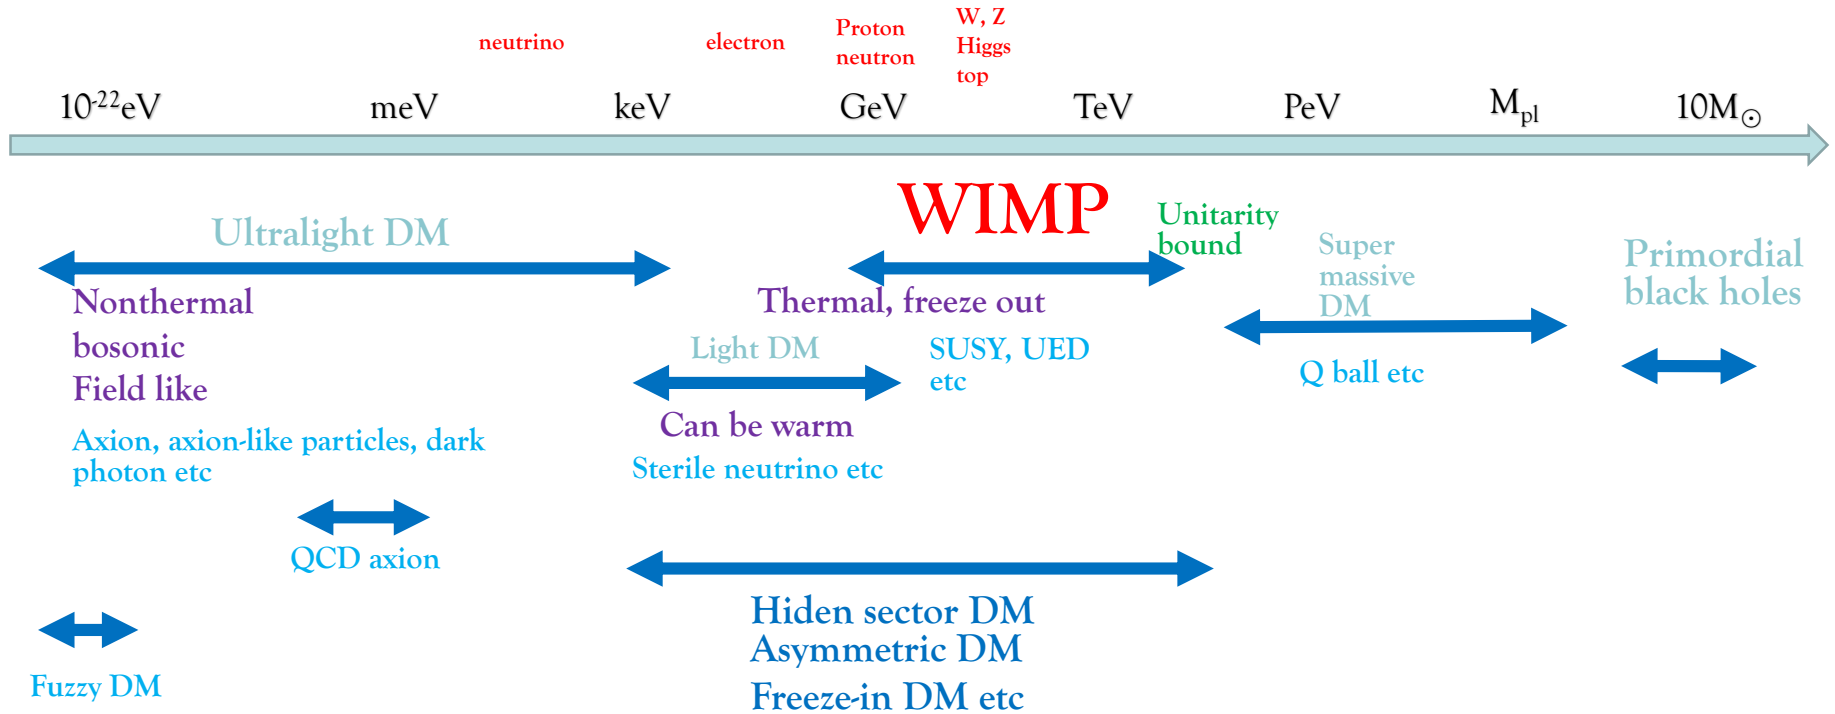 neutrino
electron
Proton
neutron
W, Z
Higgs
top
10⁻²²eV
meV
keV
GeV
TeV
PeV
Mₚₗ
10M☉
Ultralight DM
WIMP
Unitarity
bound
Super
massive
DM
Primordial
black holes
Nonthermal
bosonic
Field like
Thermal, freeze out
Light DM
SUSY, UED
etc
Q ball etc
Can be warm
Axion, axion-like particles, dark
photon etc
Sterile neutrino etc
QCD axion
Hiden sector DM
Asymmetric DM
Freeze-in DM etc
Fuzzy DM